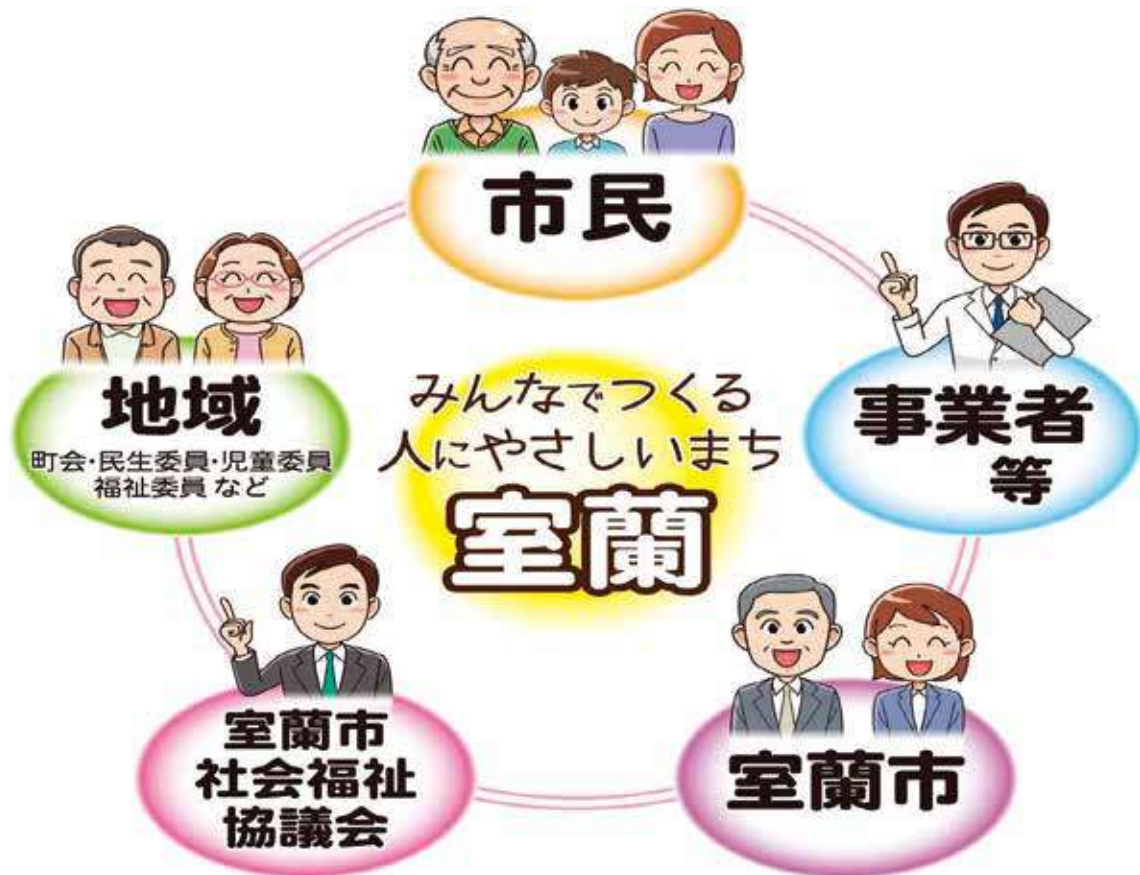 市民
事業者
等
地域
町会・民生委員・児童委員
福祉委員 など
みんなでつくる
人にやさしいまち
室蘭
室蘭市
社会福祉
協議会
室蘭市